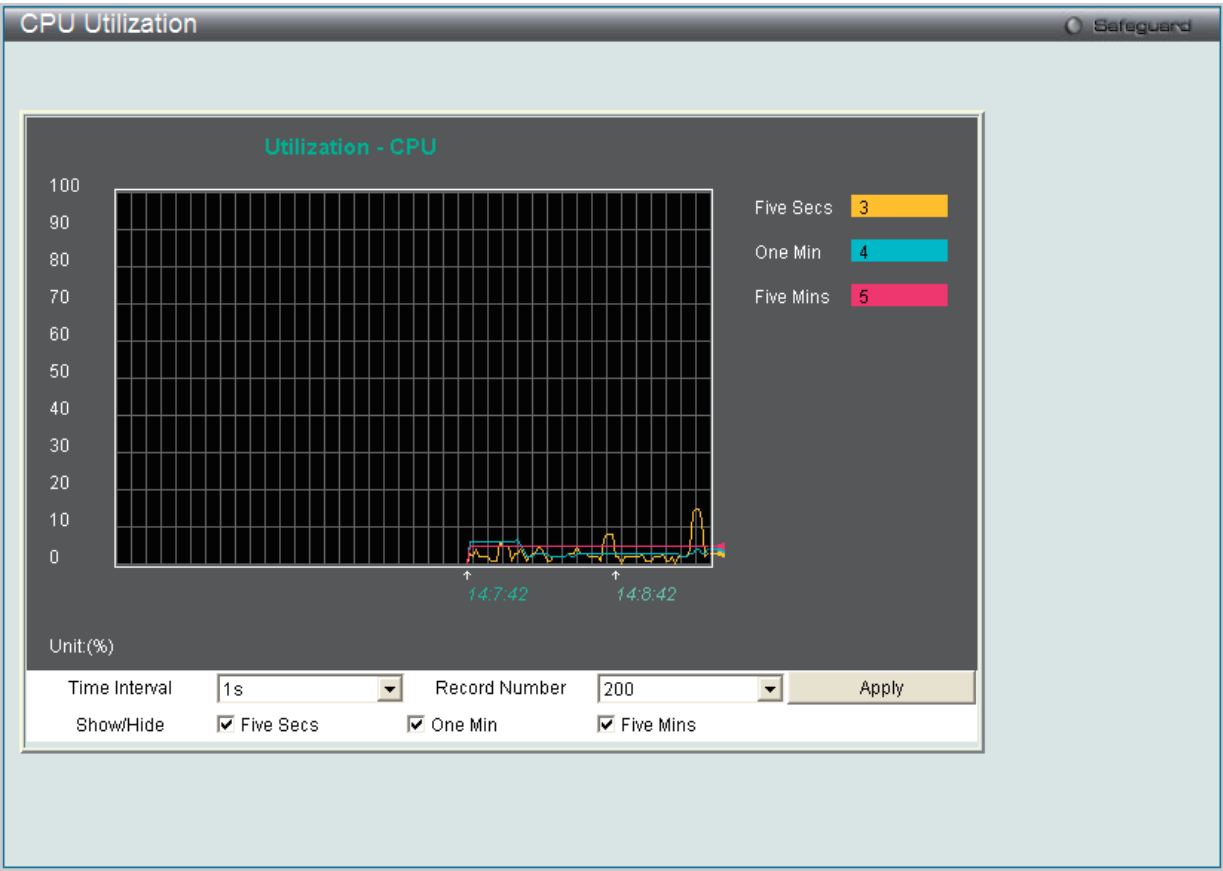 CPU Utilization
Safeguard
Utilization - CPU
100
90
80
70
60
50
40
30
20
10
0
Five Secs 3
One Min 4
Five Mins 5
14:7:42 14:8:42
Unit:(%)
Time Interval 1s Record Number 200 Apply
Show/Hide Five Secs One Min Five Mins